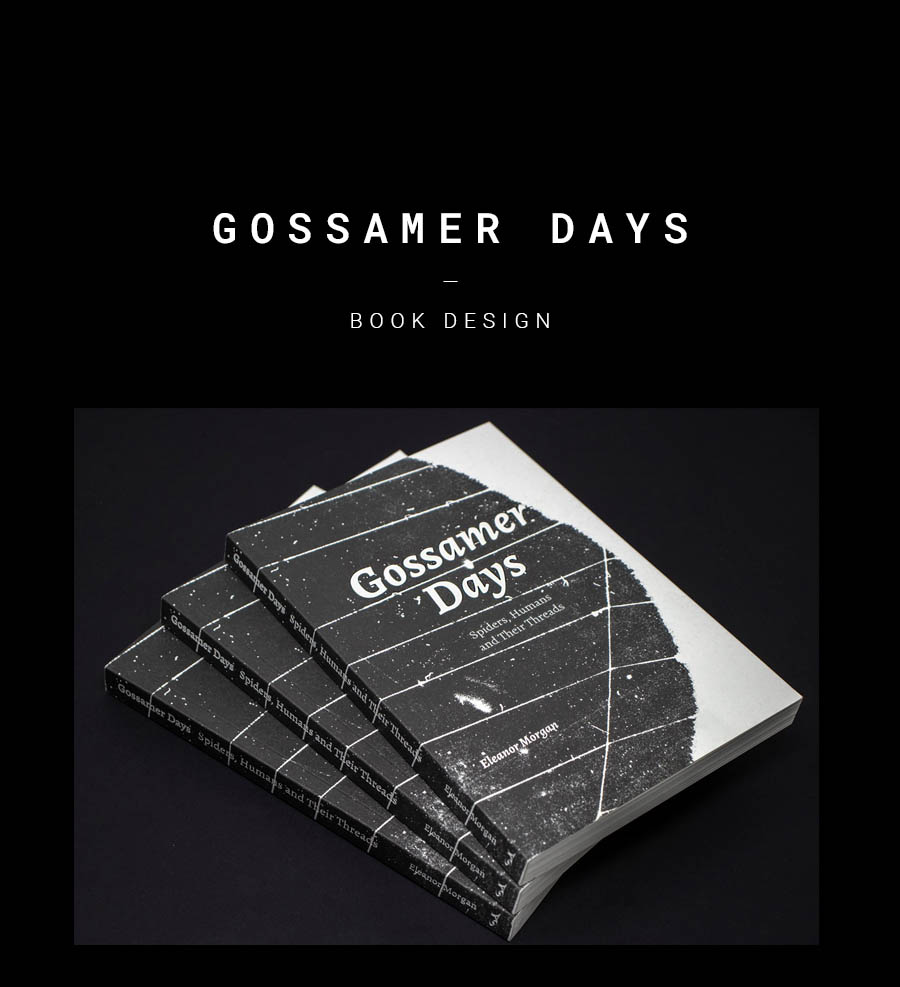 GOSSAMER DAYS
—
BOOK DESIGN
Gossamer
Days
Spiders, Humans
and Their Threads
Eleanor Morgan
Gossamer Days Spiders, Humans and Their Threads Eleanor Morgan
Gossamer Days Spiders, Humans and Their Threads Eleanor Morgan
Gossamer Days Spiders, Humans and Their Threads Eleanor Morgan